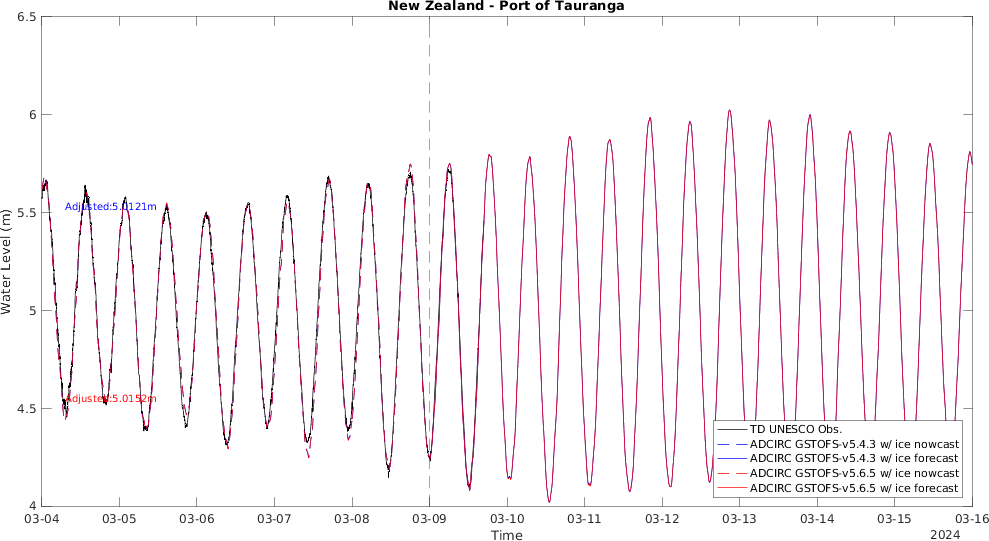 New Zealand - Port of Tauranga
6.5
6
5.5
5
4.5
4
Water Level (m)
Adjusted:5.0121m
Adjusted:5.0152m
TD UNESCO Obs.
ADCIRC GSTOFS-v5.4.3 w/ ice nowcast
ADCIRC GSTOFS-v5.4.3 w/ ice forecast
ADCIRC GSTOFS-v5.6.5 w/ ice nowcast
ADCIRC GSTOFS-v5.6.5 w/ ice forecast
03-04 03-05 03-06 03-07 03-08 03-09 03-10 03-11 03-12 03-13 03-14 03-15 03-16
Time
2024